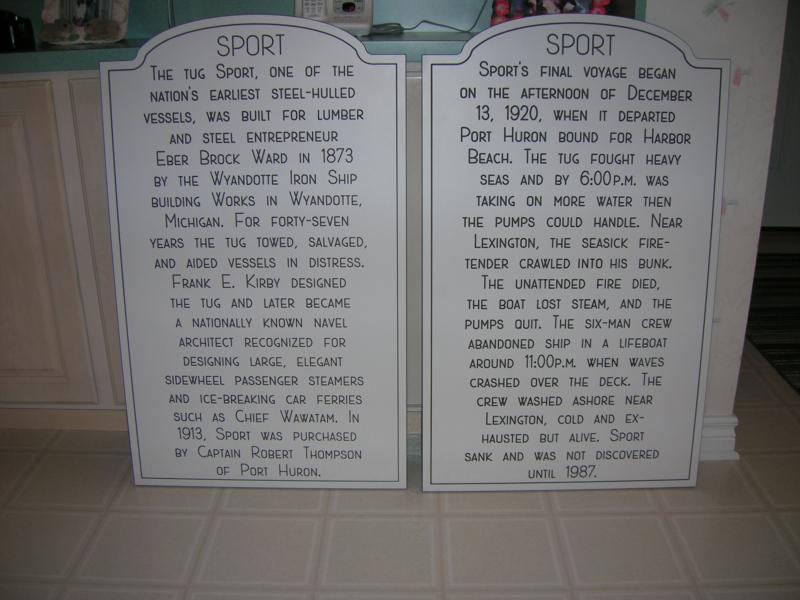 SPORT
THE TUG SPORT, ONE OF THE
NATION'S EARLIEST STEEL-HULLED
VESSELS, WAS BUILT FOR LUMBER
AND STEEL ENTREPRENEUR
EBER BROCK WARD IN 1873
BY THE WYANDOTTE IRON SHIP
BUILDING WORKS IN WYANDOTTE,
MICHIGAN. FOR FORTY-SEVEN
YEARS THE TUG TOWED, SALVAGED,
AND AIDED VESSELS IN DISTRESS.
FRANK E. KIRBY DESIGNED
THE TUG AND LATER BECAME
A NATIONALLY KNOWN NAVEL
ARCHITECT RECOGNIZED FOR
DESIGNING LARGE, ELEGANT
SIDEWHEEL PASSENGER STEAMERS
AND ICE-BREAKING CAR FERRIES
SUCH AS CHIEF WAWATAM. IN
1913, SPORT WAS PURCHASED
BY CAPTAIN ROBERT THOMPSON
OF PORT HURON.
SPORT
SPORT'S FINAL VOYAGE BEGAN
ON THE AFTERNOON OF DECEMBER
13, 1920, WHEN IT DEPARTED
PORT HURON BOUND FOR HARBOR
BEACH. THE TUG FOUGHT HEAVY
SEAS AND BY 6:00P.M. WAS
TAKING ON MORE WATER THEN
THE PUMPS COULD HANDLE. NEAR
LEXINGTON, THE SEASICK FIRE-
TENDER CRAWLED INTO HIS BUNK.
THE UNATTENDED FIRE DIED,
THE BOAT LOST STEAM, AND THE
PUMPS QUIT. THE SIX-MAN CREW
ABANDONED SHIP IN A LIFEBOAT
AROUND 11:00P.M. WHEN WAVES
CRASHED OVER THE DECK. THE
CREW WASHED ASHORE NEAR
LEXINGTON, COLD AND EX-
HAUSTED BUT ALIVE. SPORT
SANK AND WAS NOT DISCOVERED
UNTIL 1987.